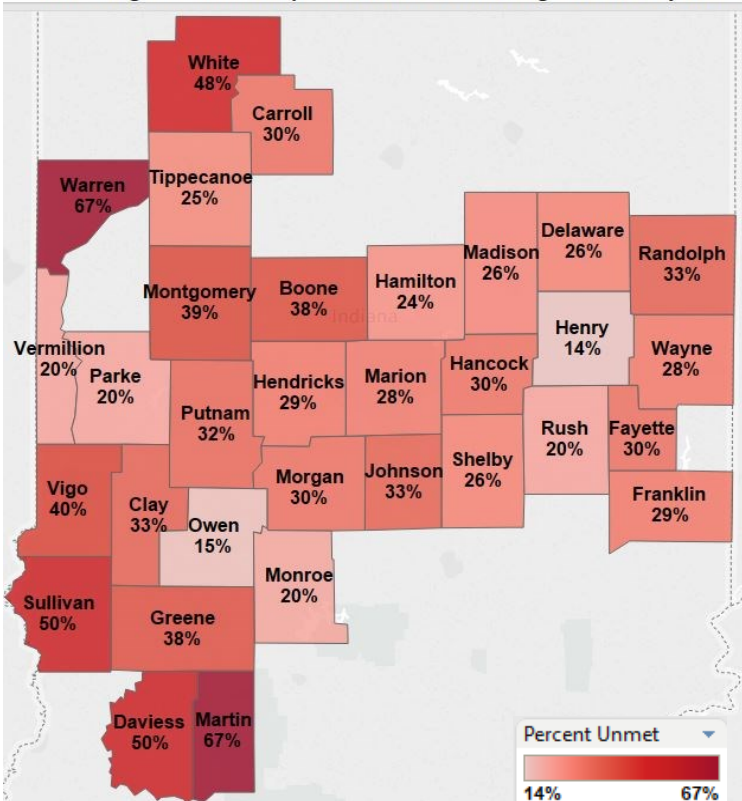 White
48%
Carroll
30%
Warren
67%
Tippecanoe
25%
Montgomery
39%
Boone
38%
Hamilton
24%
Madison
26%
Delaware
26%
Randolph
33%
Indiana
Henry
14%
Vermillion
20%
Parke
20%
Putnam
32%
Hendricks
29%
Marion
28%
Hancock
30%
Wayne
28%
Rush
20%
Fayette
30%
Vigo
40%
Clay
33%
Owen
15%
Morgan
30%
Johnson
33%
Shelby
26%
Franklin
29%
Monroe
20%
Sullivan
50%
Greene
38%
Daviess
50%
Martin
67%
Percent Unmet
14% 67%